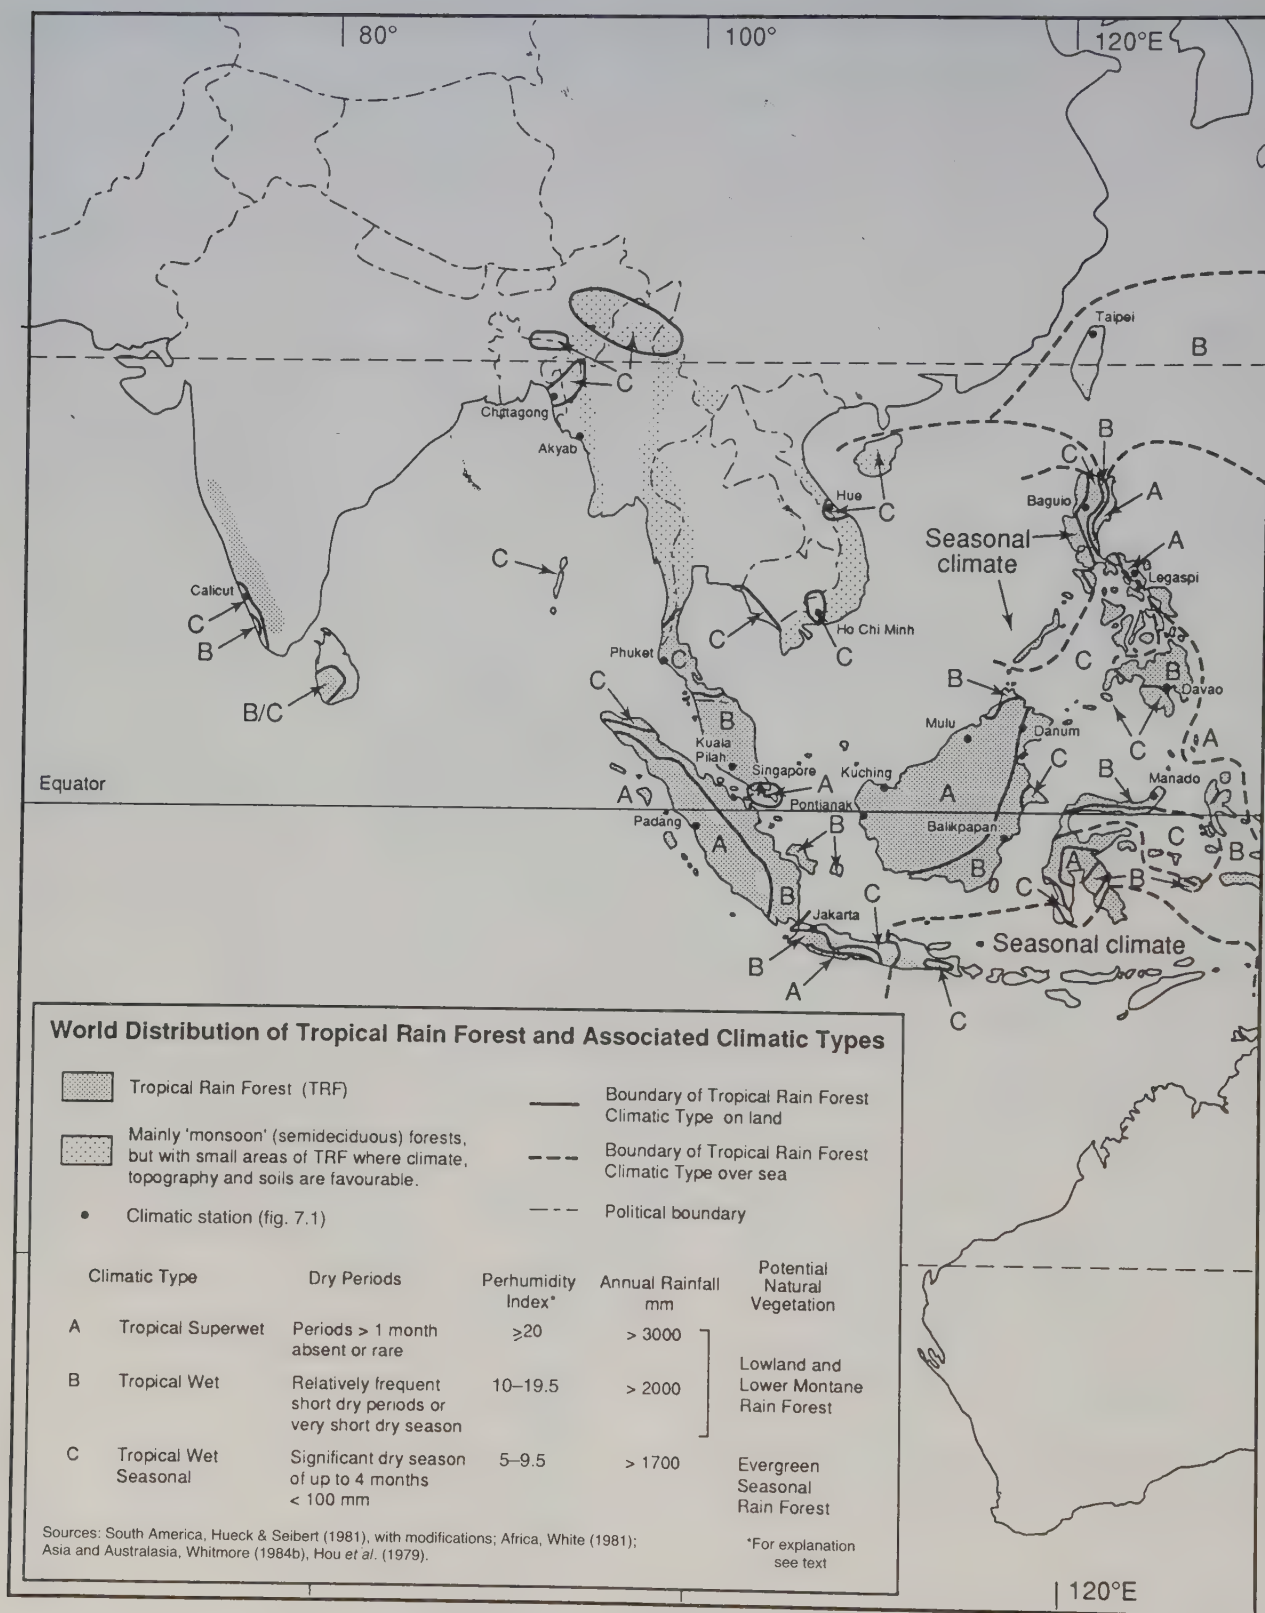 80°
100°
120°E
Taipei
B
C
Chittagong
Akyab
B
C
Hue
C
Baguio
A
Seasonal
climate
A
Legaspi
C
Calicut
C
B
C
Ho Chi Minh
C
Phuket
C
C
B/C
C
B
B
Davao
B
Mulu
Danum
C
A
Kuala
Pilah
Singapore
A
Kuching
C
B
Manado
Equator
A
Pontianak
A
Padang
A
B
Balikpapan
C
A
B
B
B
B
C
Jakarta
C
Seasonal climate
B
A
C
World Distribution of Tropical Rain Forest and Associated Climatic Types
Tropical Rain Forest (TRF)
Mainly 'monsoon' (semideciduous) forests,
but with small areas of TRF where climate,
topography and soils are favourable.
Climatic station (fig. 7.1)
Boundary of Tropical Rain Forest
Climatic Type on land
Boundary of Tropical Rain Forest
Climatic Type over sea
Political boundary
Climatic Type Dry Periods Perhumidity Index* Annual Rainfall mm Potential Natural Vegetation
A Tropical Superwet Periods > 1 month ⩾20 > 3000
absent or rare
B Tropical Wet Relatively frequent 10–19.5 > 2000
short dry periods or
very short dry season
Lowland and
Lower Montane
Rain Forest
C Tropical Wet Significant dry season 5–9.5 > 1700 Evergreen
Seasonal of up to 4 months Seasonal
< 100 mm Rain Forest
Sources: South America, Hueck & Seibert (1981), with modifications; Africa, White (1981);
Asia and Australasia, Whitmore (1984b), Hou et al. (1979).
*For explanation
see text
120°E